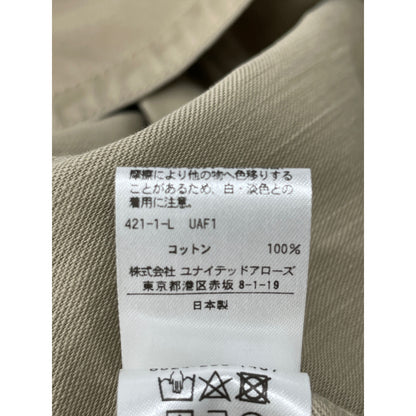 摩擦により他の物へ色移りする
ことがあるため、白・淡色との
着用に注意。
421-1-L UAF1
コットン 100%
株式会社 ユナイテッドアローズ
東京都港区赤坂 8-1-19
日本製